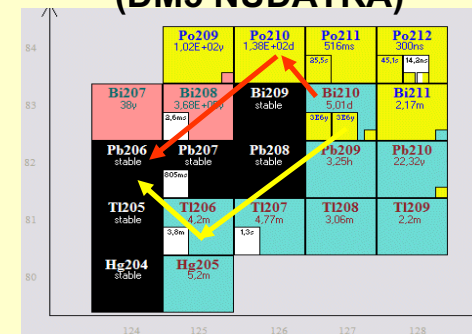 (DM5 NUDATRA)
84
Po209 Po210 Po211 Po212
1,02E+02y 1,38E+02d 516ms 300ns
25,5s 45,1s 14,2ms
83
Bi207 Bi208 Bi209 Bi210 Bi211
38y 3,68E+05y stable 5,01d 2,17m
2,6ms 3E6y 3E6y
82
Pb206 Pb207 Pb208 Pb209 Pb210
stable stable stable 3,25h 22,32y
805ms
81
Tl205 Tl206 Tl207 Tl208 Tl209
stable 4,2m 4,77m 3,06m 2,2m
3,8m 1,3s
80
Hg204 Hg205
stable 5,2m
124 125 126 127 128